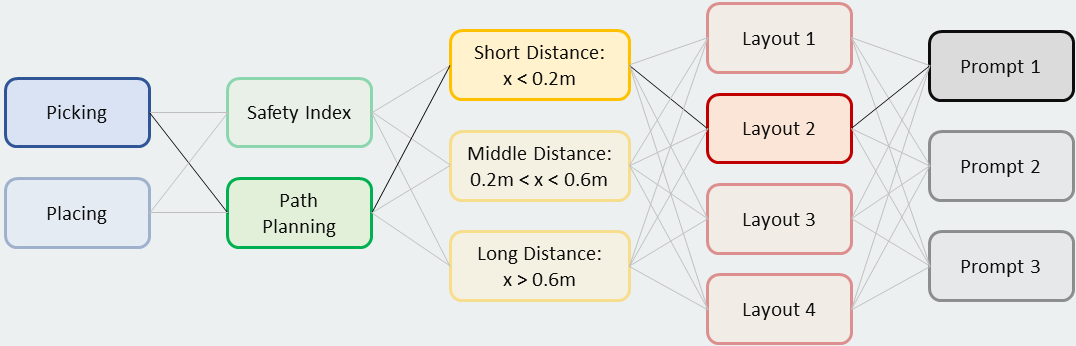 Picking
Placing
Safety Index
Path
Planning
Short Distance:
x < 0.2m
Middle Distance:
0.2m < x < 0.6m
Long Distance:
x > 0.6m
Layout 1
Layout 2
Layout 3
Layout 4
Prompt 1
Prompt 2
Prompt 3